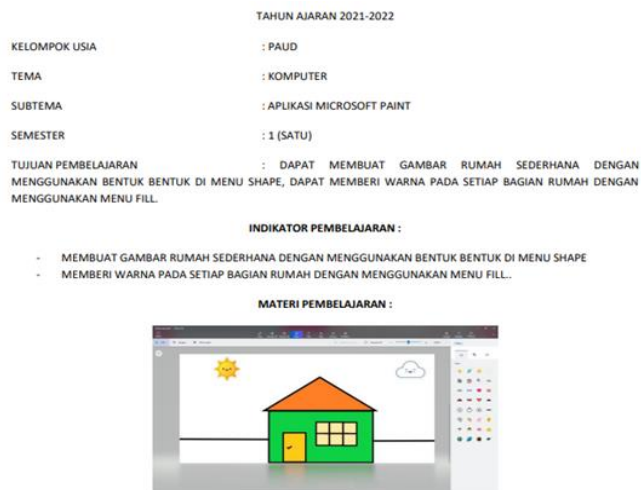 TAHUN AJARAN 2021-2022
KELOMPOK USIA : PAUD
TEMA : KOMPUTER
SUBTEMA : APLIKASI MICROSOFT PAINT
SEMESTER : 1 (SATU)
TUJUAN PEMBELAJARAN : DAPAT MEMBUAT GAMBAR RUMAH SEDERHANA DENGAN
MENGGUNAKAN BENTUK BENTUK DI MENU SHAPE, DAPAT MEMBERI WARNA PADA SETIAP BAGIAN RUMAH DENGAN
MENGGUNAKAN MENU FILL.
INDIKATOR PEMBELAJARAN :
- MEMBUAT GAMBAR RUMAH SEDERHANA DENGAN MENGGUNAKAN BENTUK BENTUK DI MENU SHAPE
- MEMBERI WARNA PADA SETIAP BAGIAN RUMAH DENGAN MENGGUNAKAN MENU FILL..
MATERI PEMBELAJARAN :